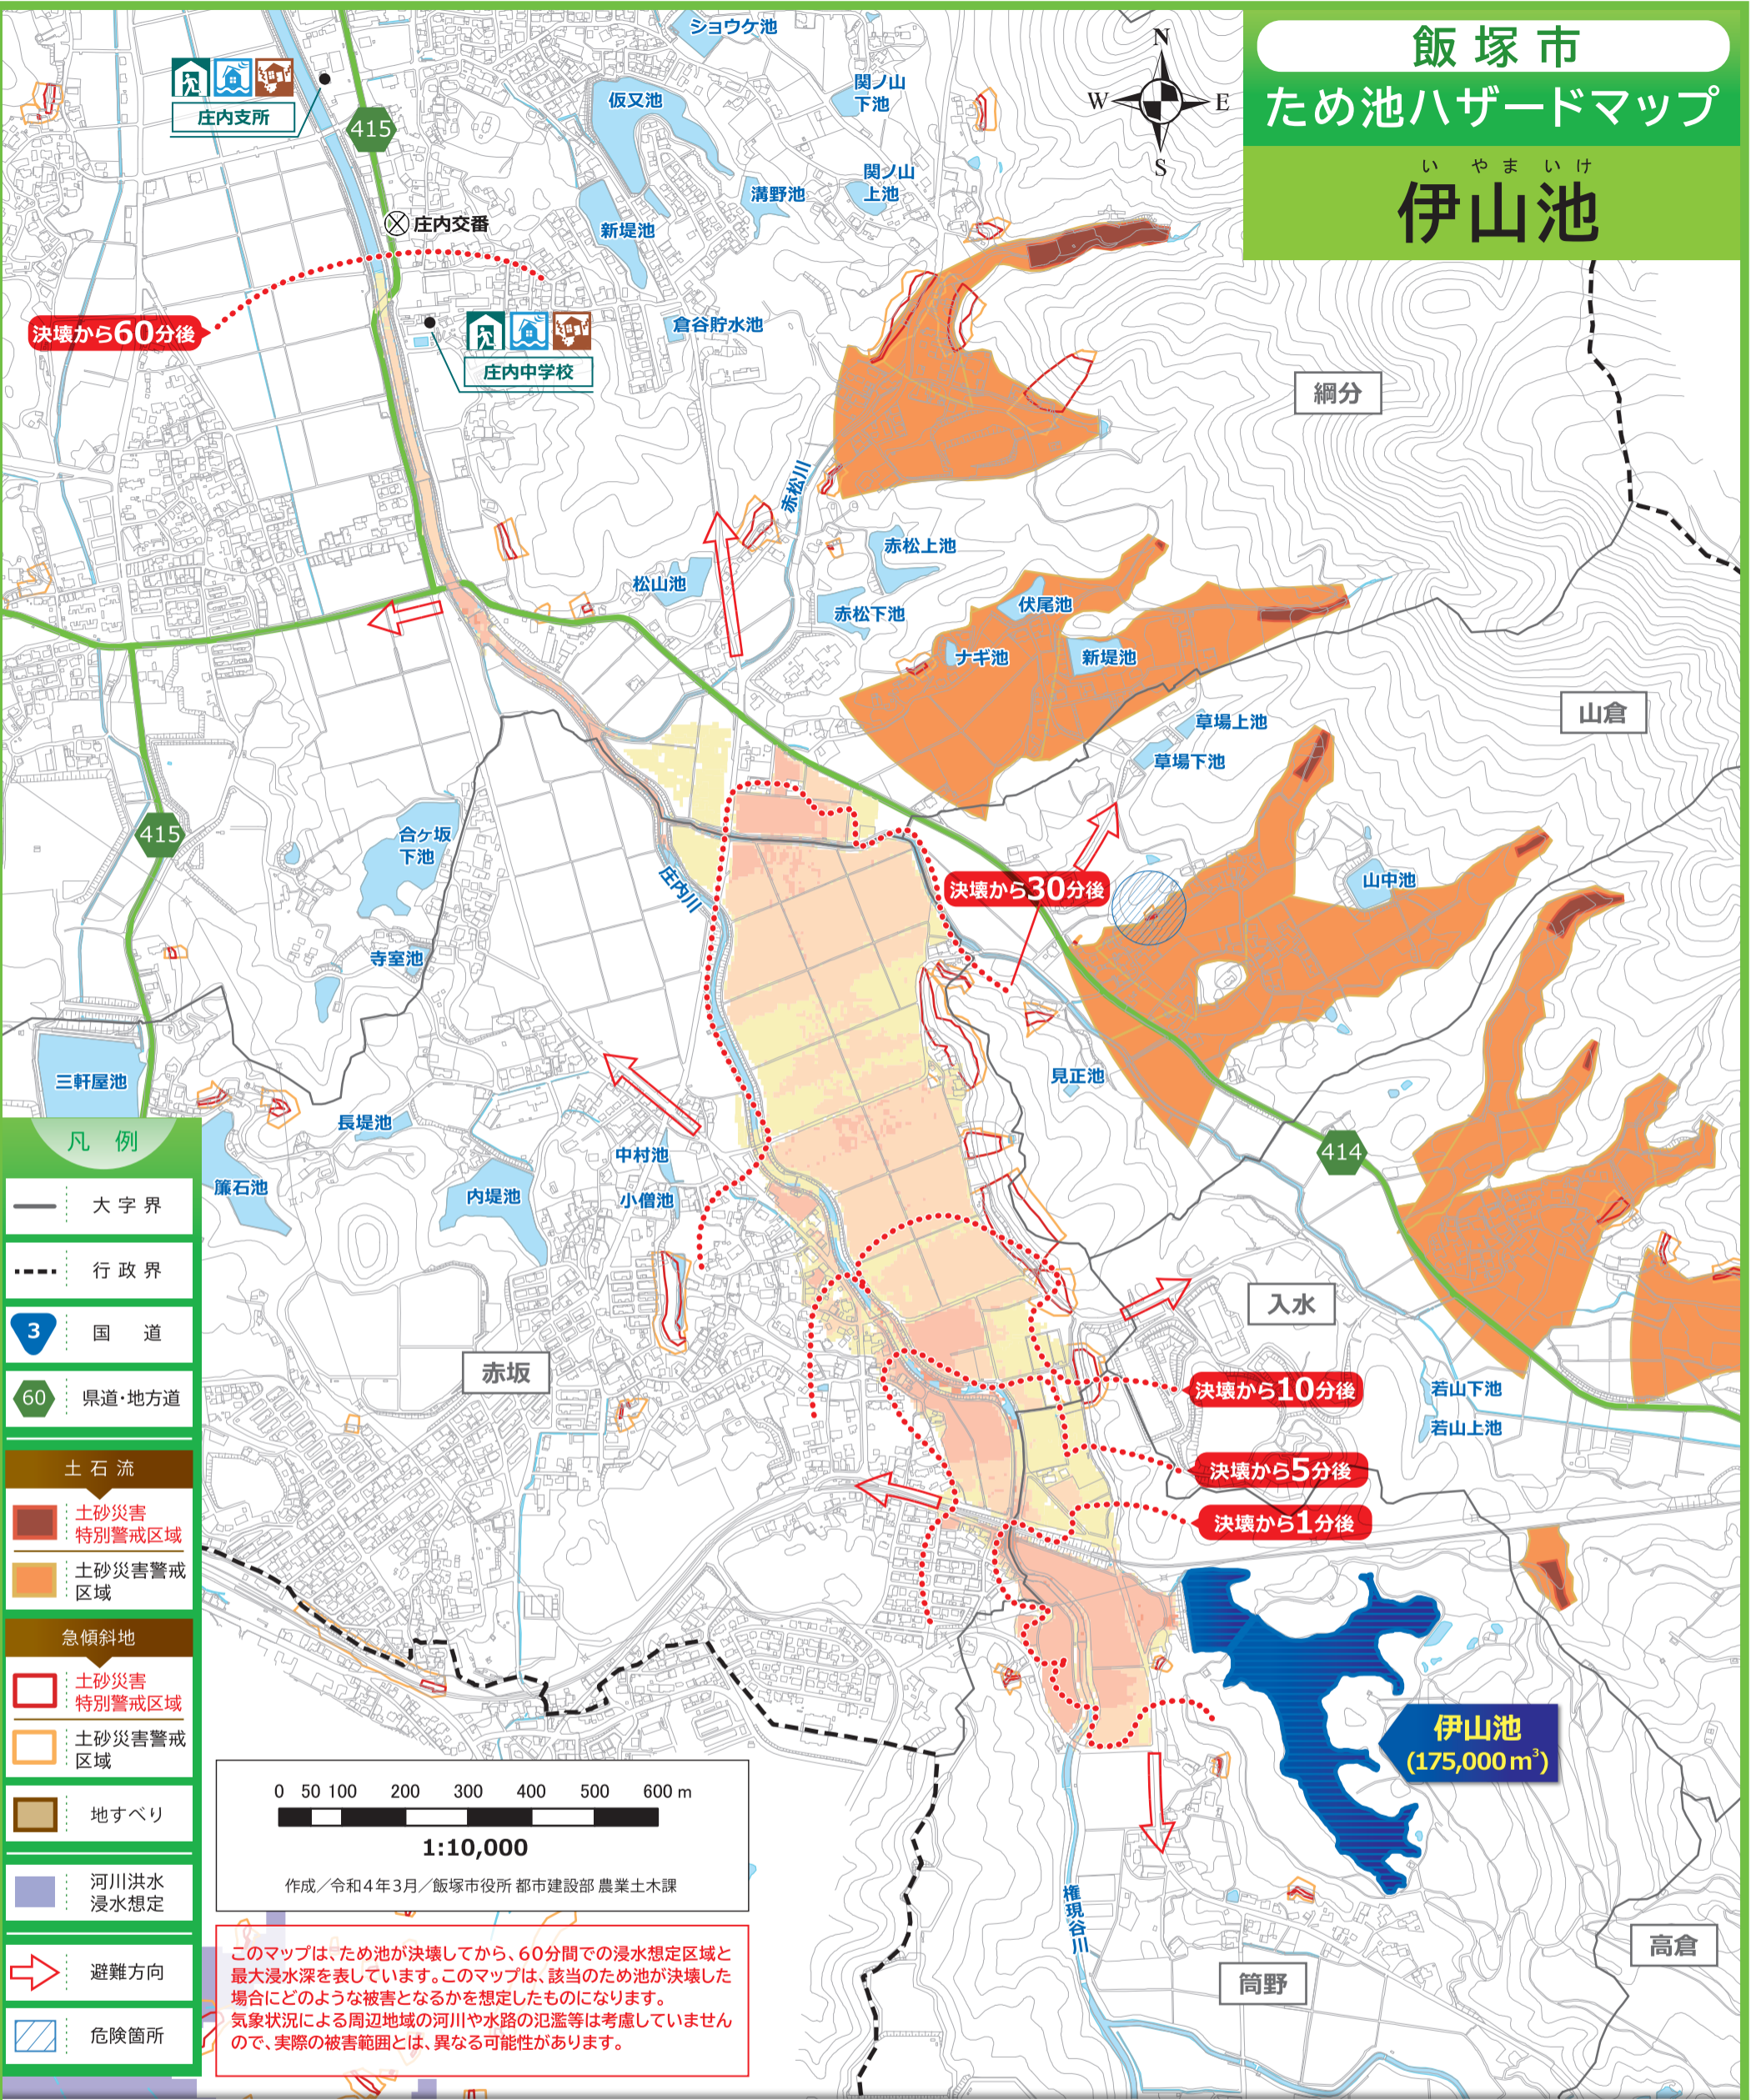 飯塚市
ため池ハザードマップ
い やま いけ
伊山池
N
W
E
S
ショウケ池
仮又池
関ノ山
下池
関ノ山
上池
溝野池
新堤池
倉谷貯水池
庄内支所
415
庄内交番
決壊から60分後
庄内中学校
綱分
赤松川
赤松上池
松山池
赤松下池
伏尾池
ナギ池
新堤池
山倉
草場上池
草場下池
415
合ヶ坂
下池
庄内川
決壊から30分後
山中池
寺室池
三軒屋池
見正池
長堤池
中村池
414
簾石池
内堤池
小僧池
入水
赤坂
決壊から10分後
若山下池
若山上池
決壊から5分後
決壊から1分後
伊山池
(175,000m³)
権現谷川
高倉
筒野
凡 例
大字界
行政界
3
国 道
60
県道・地方道
土石流
土砂災害
特別警戒区域
土砂災害警戒
区域
急傾斜地
土砂災害
特別警戒区域
土砂災害警戒
区域
地すべり
河川洪水
浸水想定
避難方向
危険箇所
0 50 100 200 300 400 500 600 m
1:10,000
作成／令和4年3月／飯塚市役所 都市建設部 農業土木課
このマップは、ため池が決壊してから、60分間での浸水想定区域と
最大浸水深を表しています。このマップは、該当のため池が決壊した
場合にどのような被害となるかを想定したものになります。
気象状況による周辺地域の河川や水路の氾濫等は考慮していません
ので、実際の被害範囲とは、異なる可能性があります。